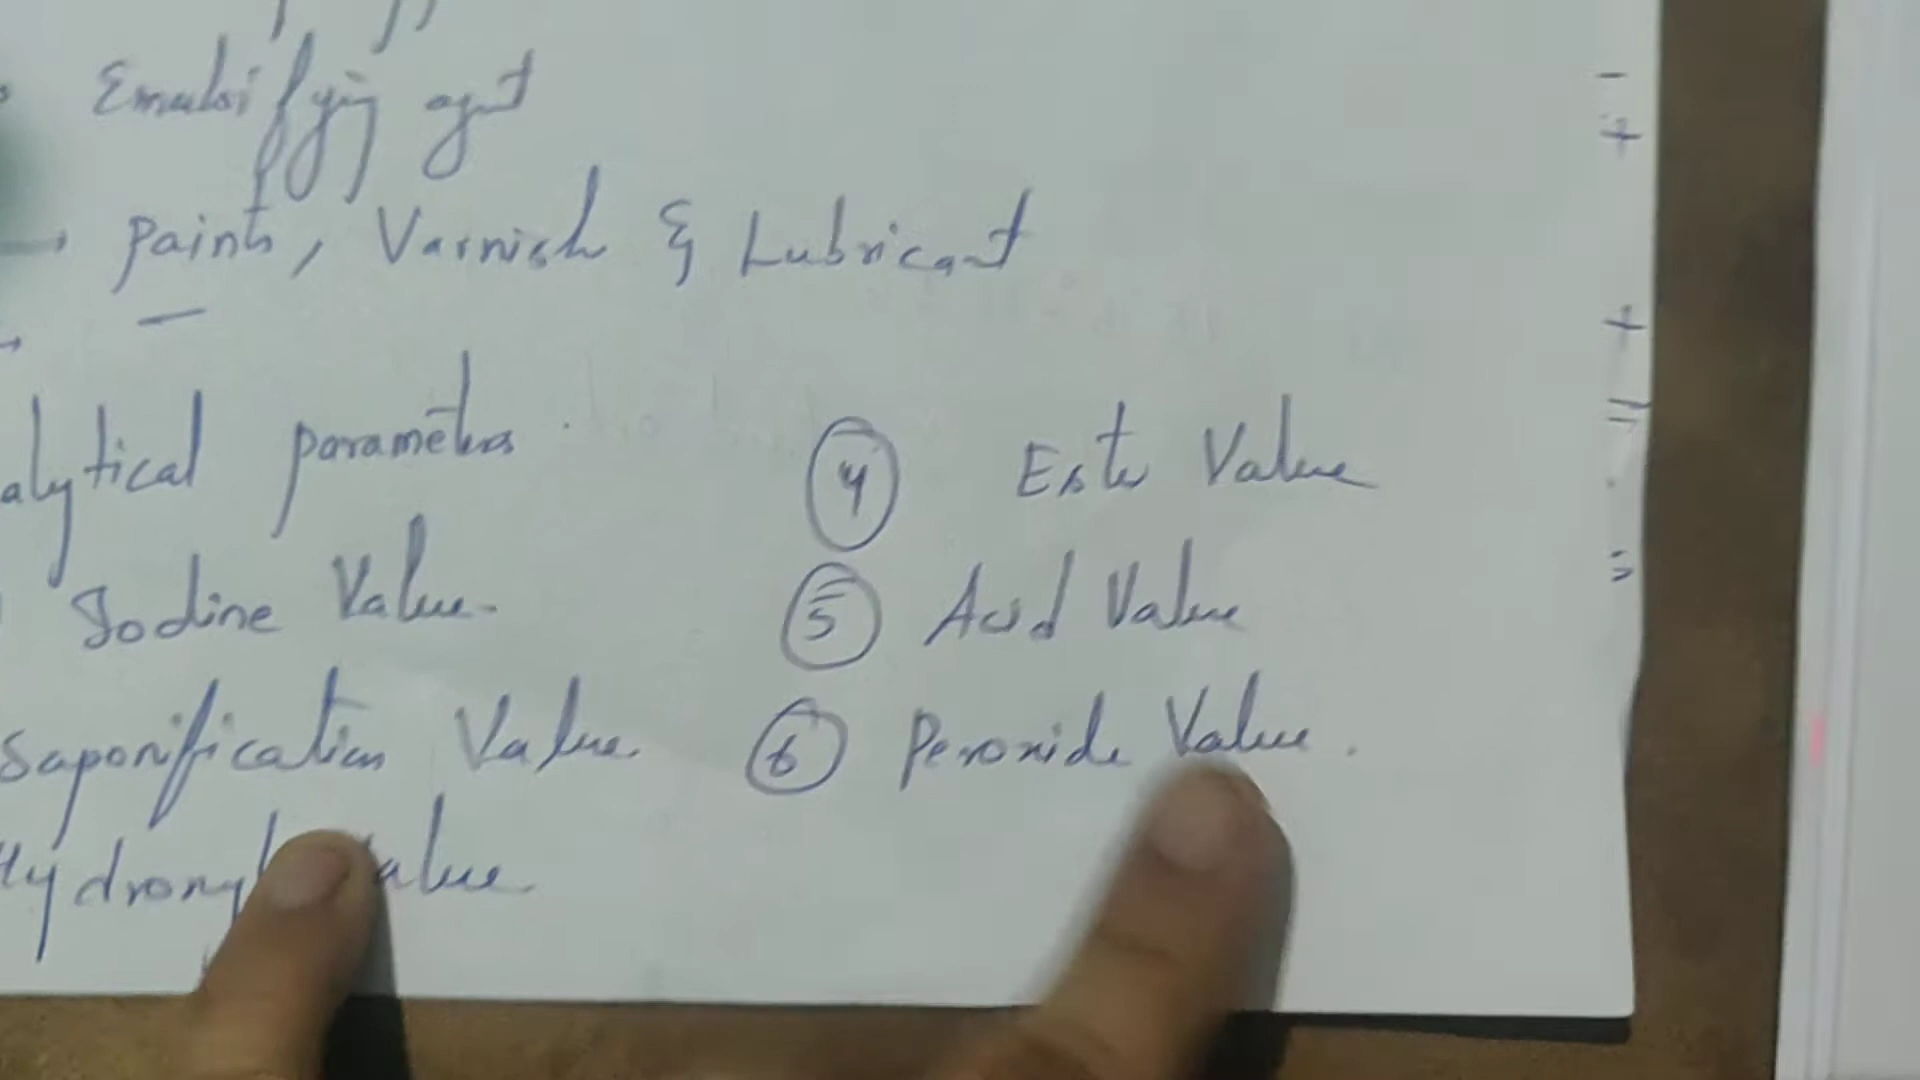 Emulsifying agent
→ Paints, Varnish & Lubricant
→
alytical parameters
Iodine Value
Saponification Value
Hydroxyl Value
④ Ester Value
⑤ Acid Value
⑥ Peroxide Value.